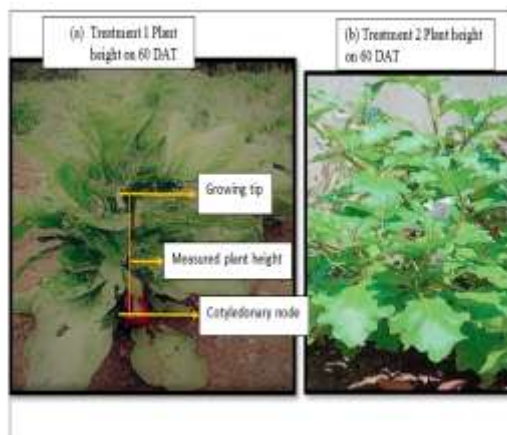 (a) Treatment 1 Plant
height on 60 DAT
(b) Treatment 2 Plant height
on 60 DAT
Growing tip
Measured plant height
Cotyledonary node